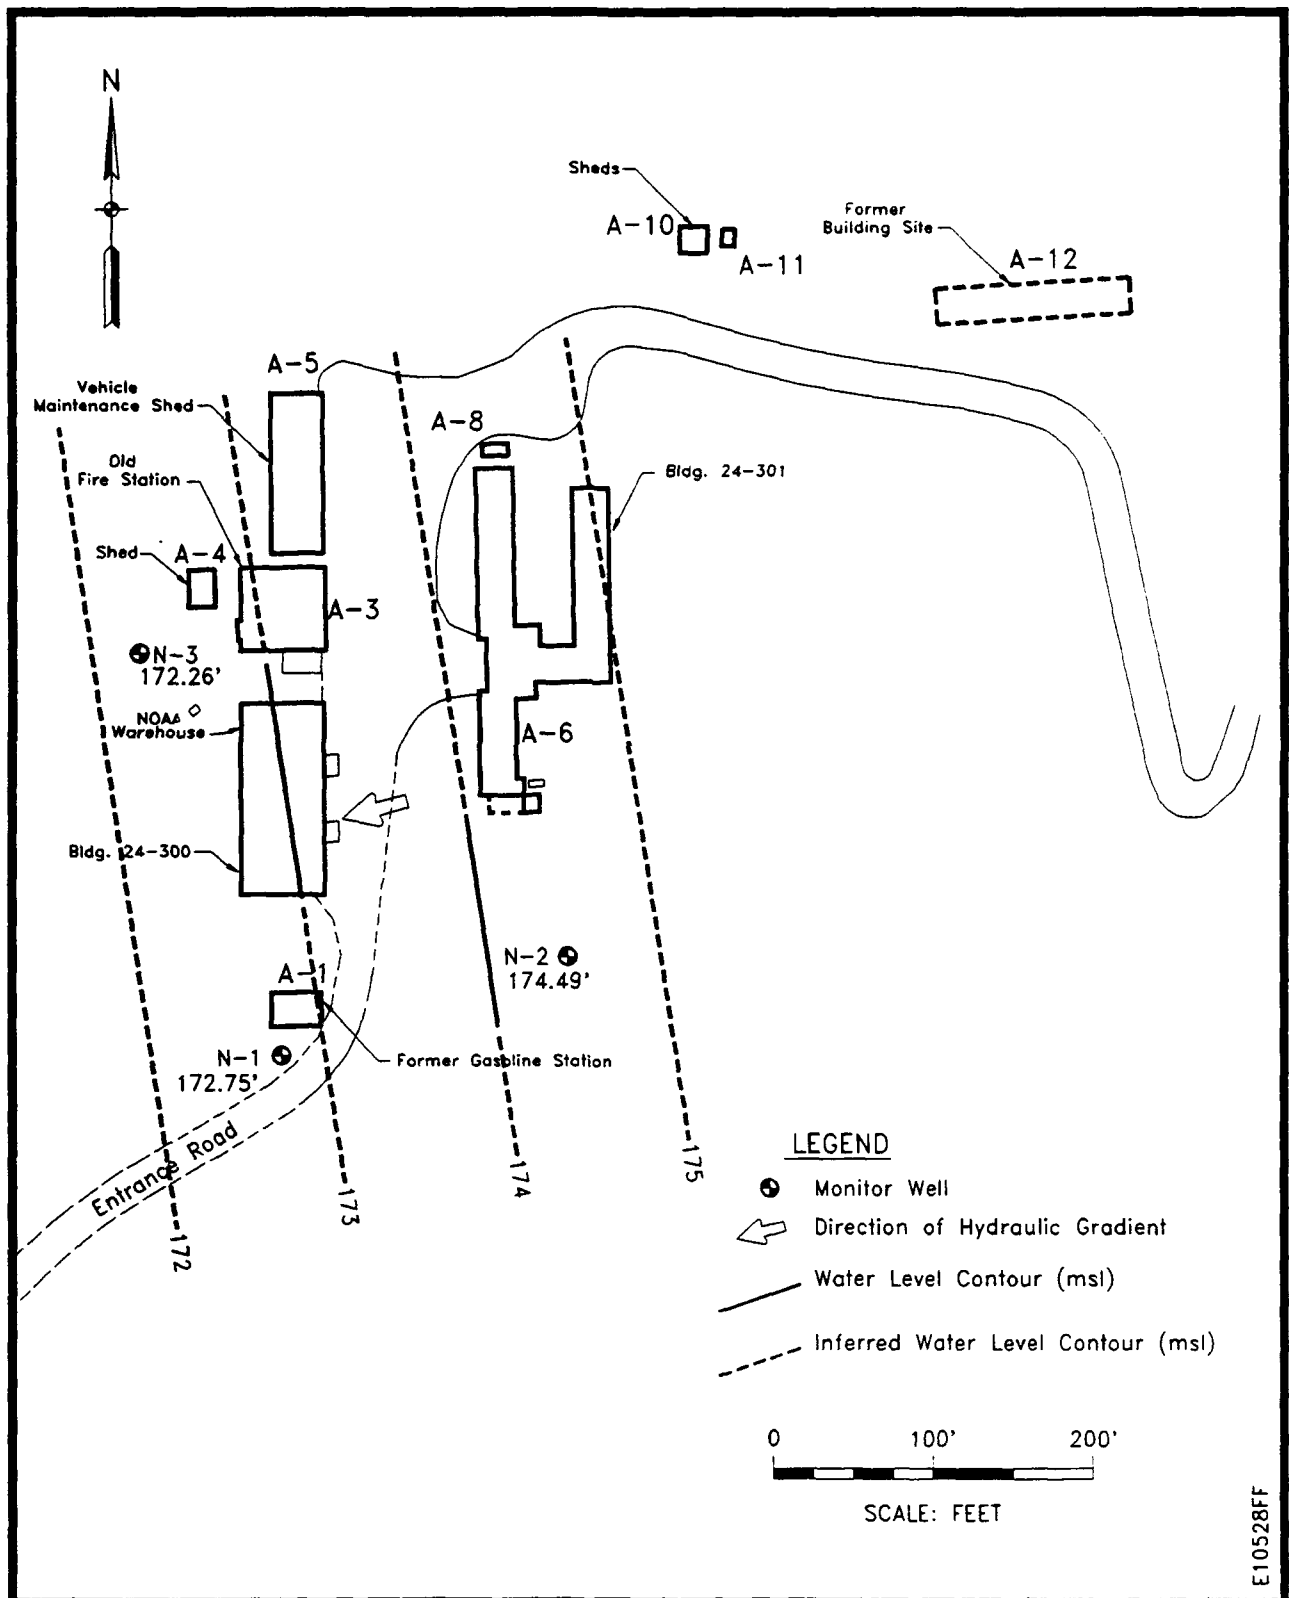 N
Sheds
A-10
A-11
Former
Building Site
A-12
A-5
Vehicle
Maintenance Shed
A-8
Old
Fire Station
Bldg. 24-301
Shed
A-4
A-3
N-3
172.26'
NOAA
Warehouse
A-6
Bldg. 24-300
N-2
174.49'
A-1
N-1
172.75'
Former Gasoline Station
Entrance Road
172
173
174
175
LEGEND
Monitor Well
Direction of Hydraulic Gradient
Water Level Contour (msl)
Inferred Water Level Contour (msl)
0 100' 200'
SCALE: FEET
E10528FF